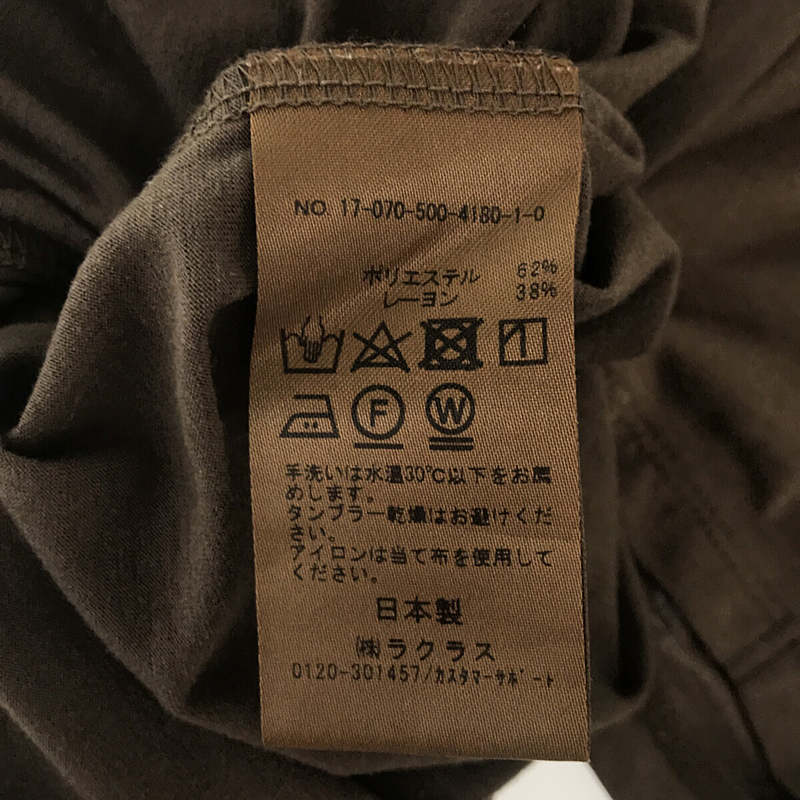 NO. 17-070-500-4180-1-0
ポリエステル 62%
レーヨン 38%
F
W
手洗いは水温30℃以下をお薦
めします。
タンブラー乾燥はお避けくだ
さい。
アイロンは当て布を使用して
ください。
日本製
㈱ラクラス
0120-301457/ｶｽﾀﾏｰｻﾎﾟｰﾄ